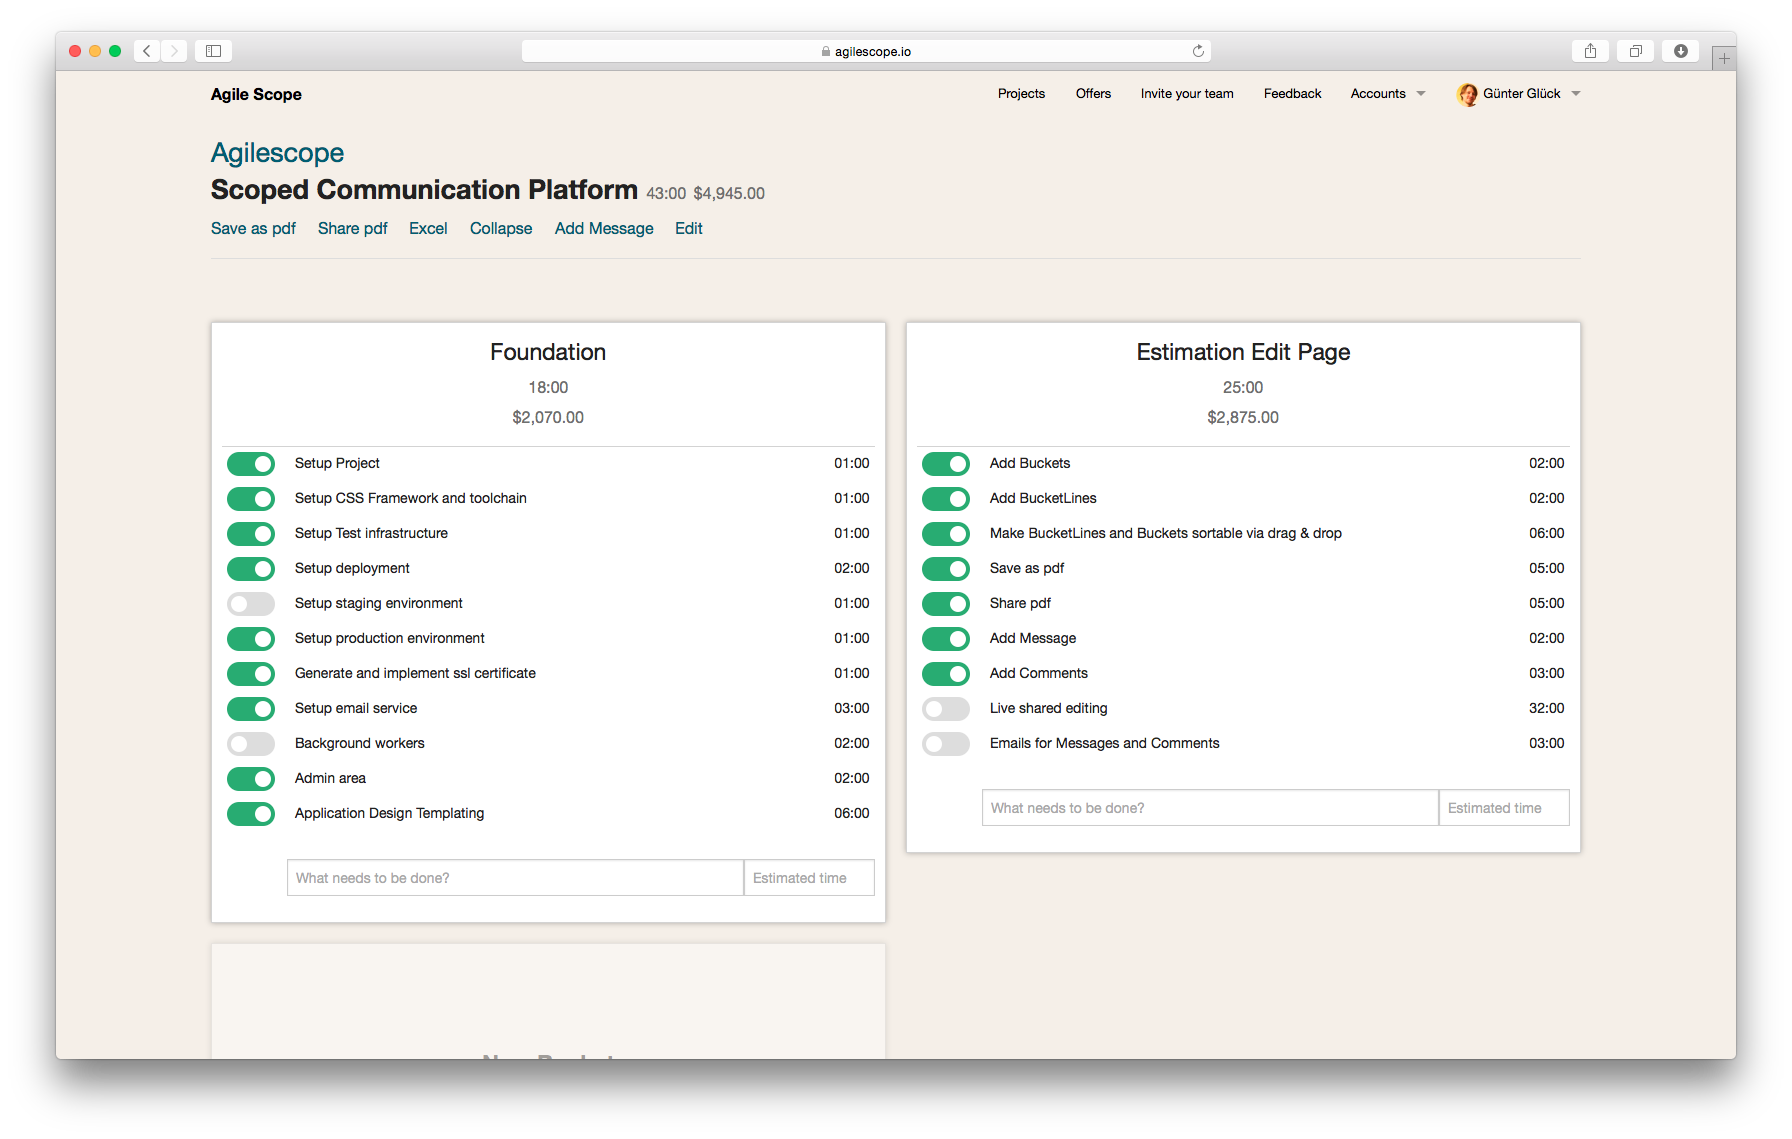 agilescope.io
Agile Scope
Projects Offers Invite your team Feedback Accounts Günter Glück
Agilescope
Scoped Communication Platform 43:00 $4,945.00
Save as pdf Share pdf Excel Collapse Add Message Edit
Foundation
18:00
$2,070.00
Setup Project 01:00
Setup CSS Framework and toolchain 01:00
Setup Test infrastructure 01:00
Setup deployment 02:00
Setup staging environment 01:00
Setup production environment 01:00
Generate and implement ssl certificate 01:00
Setup email service 03:00
Background workers 02:00
Admin area 02:00
Application Design Templating 06:00
What needs to be done? Estimated time
Estimation Edit Page
25:00
$2,875.00
Add Buckets 02:00
Add BucketLines 02:00
Make BucketLines and Buckets sortable via drag & drop 06:00
Save as pdf 05:00
Share pdf 05:00
Add Message 02:00
Add Comments 03:00
Live shared editing 32:00
Emails for Messages and Comments 03:00
What needs to be done? Estimated time